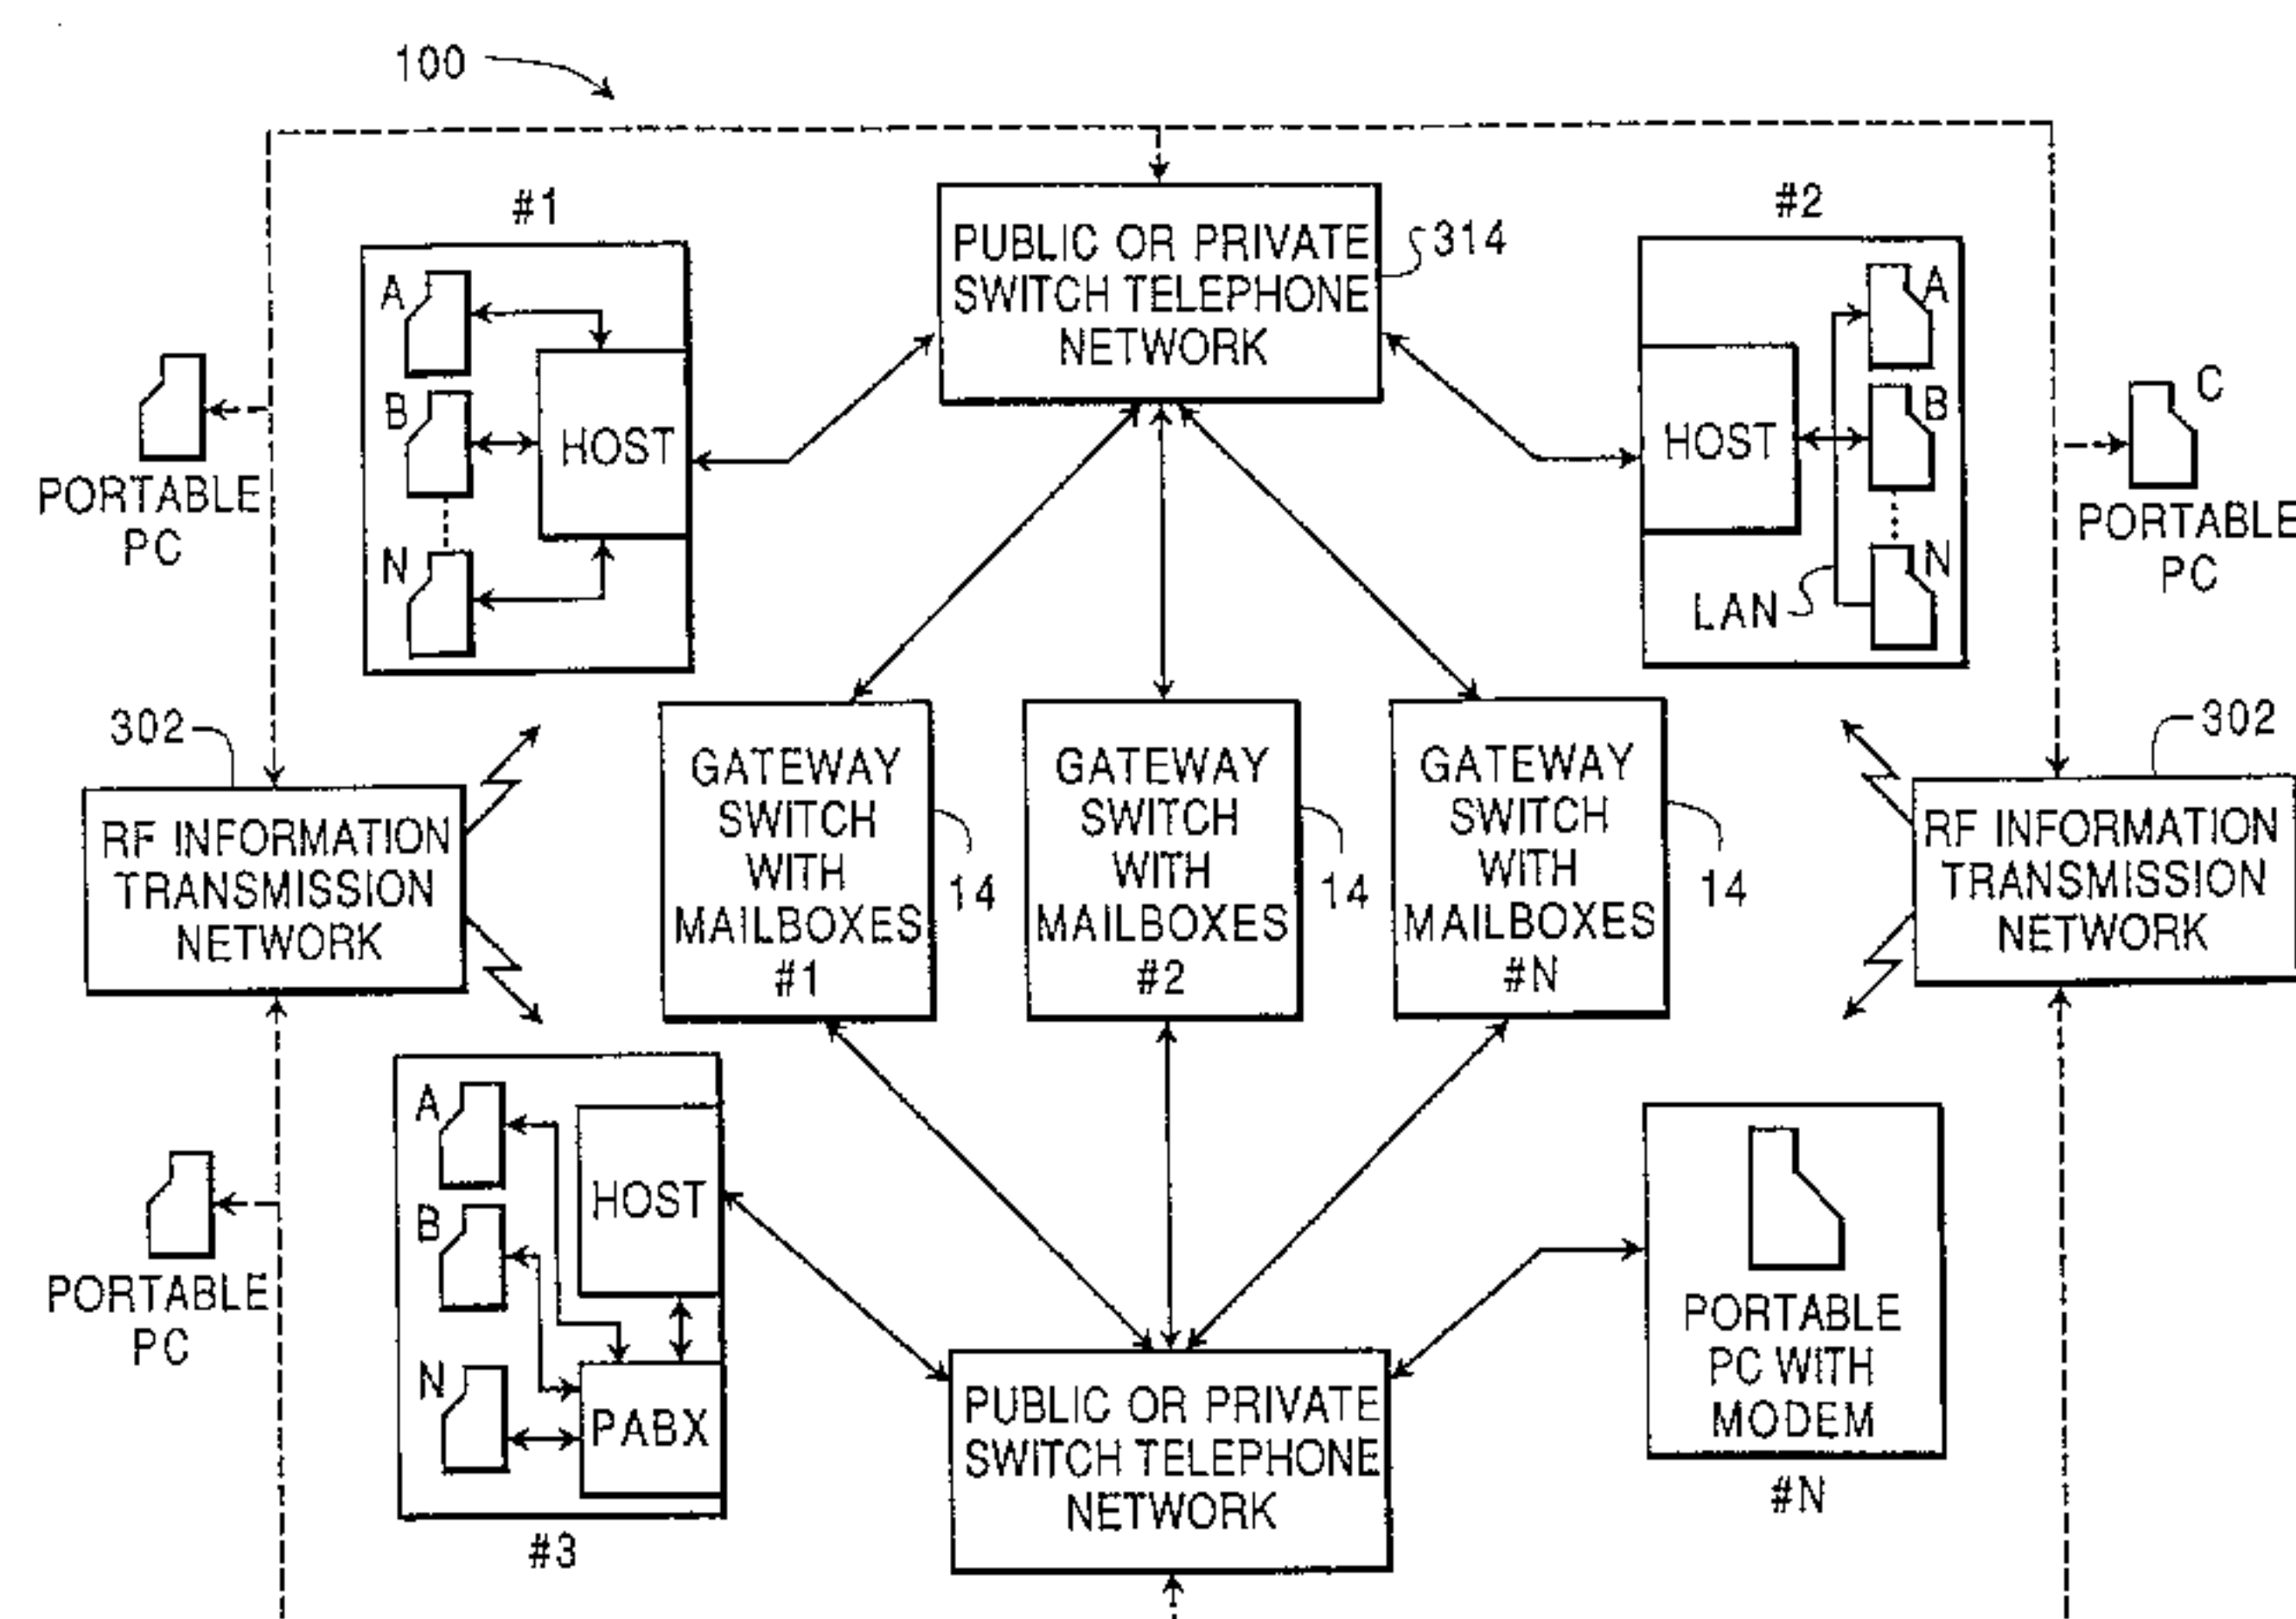 100
#1
#2
PUBLIC OR PRIVATE
SWITCH TELEPHONE
NETWORK
314
A
B
N
HOST
HOST
A
B
N
LAN
PORTABLE
PC
C
PORTABLE
PC
302
302
RF INFORMATION
TRANSMISSION
NETWORK
GATEWAY
SWITCH
WITH
MAILBOXES
#1
14
GATEWAY
SWITCH
WITH
MAILBOXES
#2
14
GATEWAY
SWITCH
WITH
MAILBOXES
#N
14
RF INFORMATION
TRANSMISSION
NETWORK
A
B
N
HOST
PABX
#3
PORTABLE
PC
PUBLIC OR PRIVATE
SWITCH TELEPHONE
NETWORK
PORTABLE
PC WITH
MODEM
#N